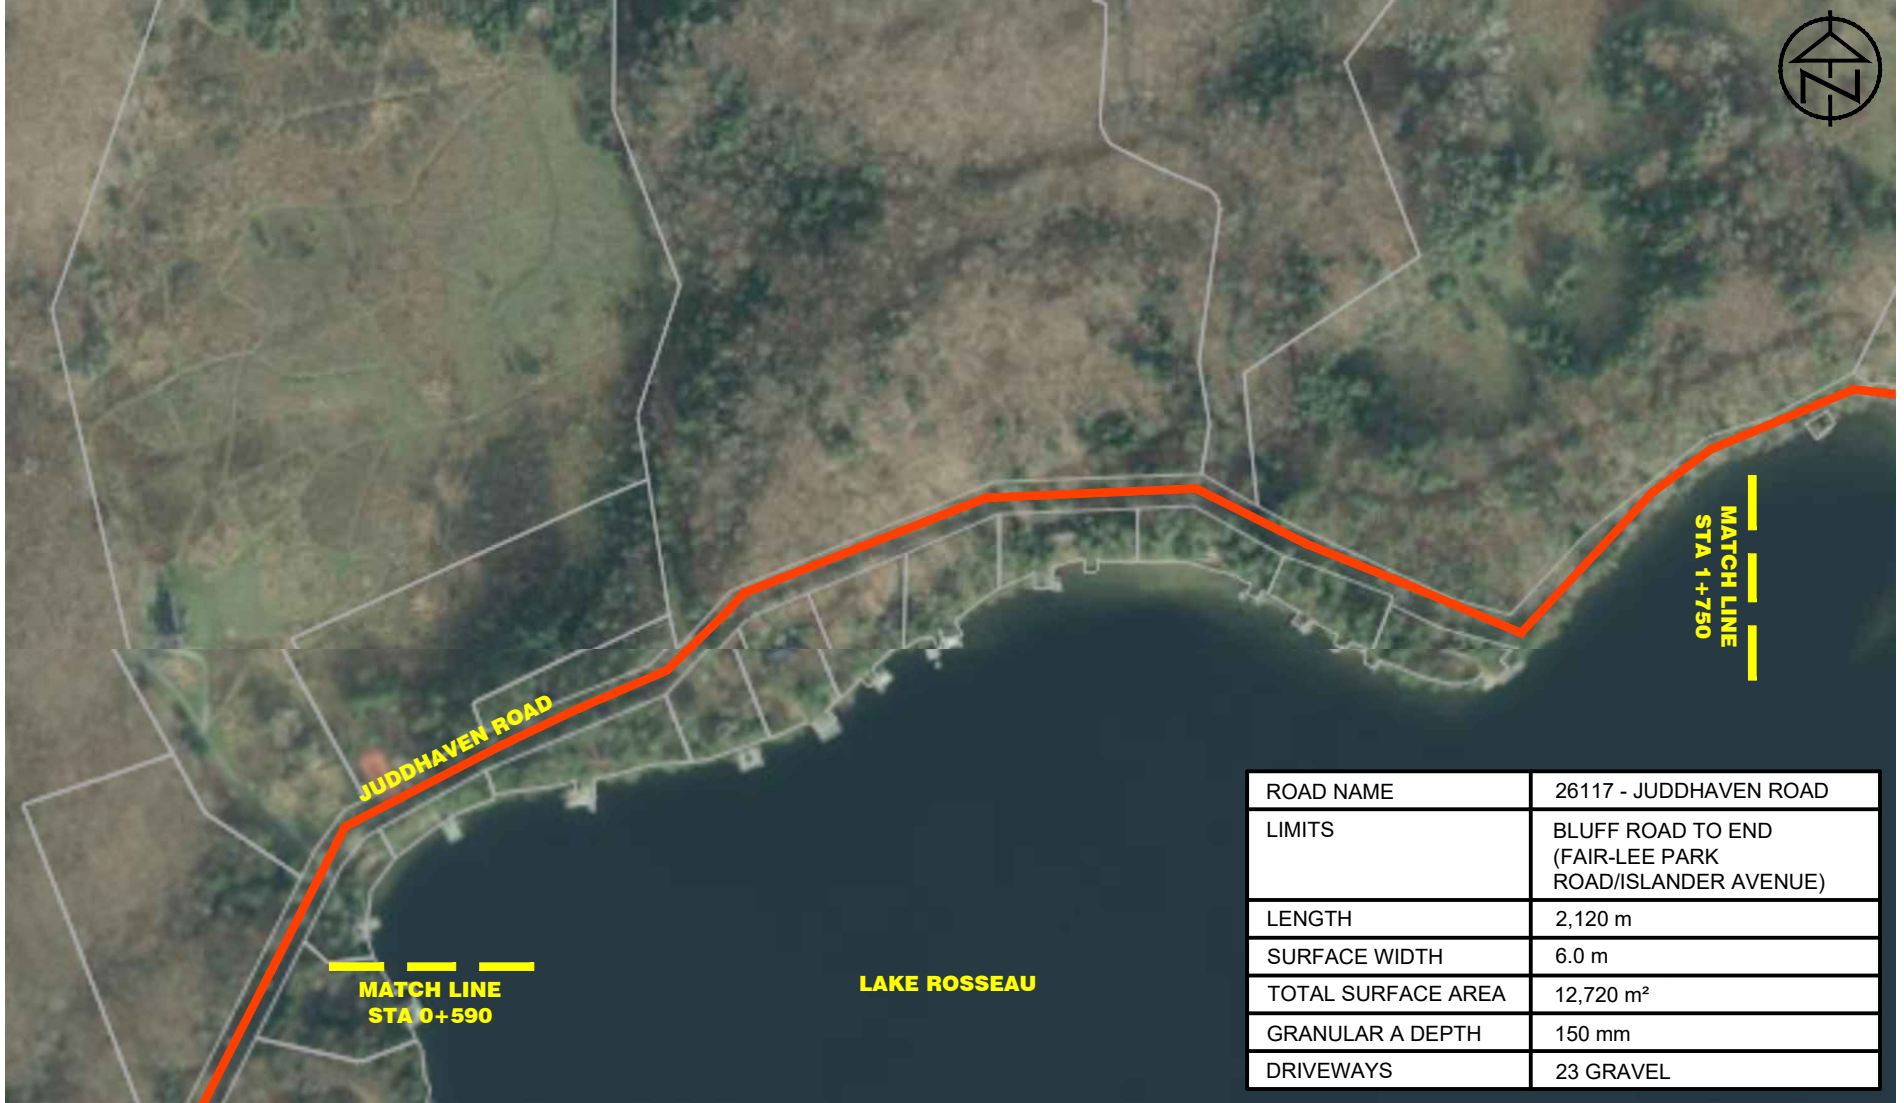 N
MATCH LINE
STA 1+750
JUDDHAVEN ROAD
MATCH LINE
STA 0+590
LAKE ROSSEAU
ROAD NAME 26117 - JUDDHAVEN ROAD
LIMITS BLUFF ROAD TO END
(FAIR-LEE PARK
ROAD/ISLANDER AVENUE)
LENGTH 2,120 m
SURFACE WIDTH 6.0 m
TOTAL SURFACE AREA 12,720 m²
GRANULAR A DEPTH 150 mm
DRIVEWAYS 23 GRAVEL